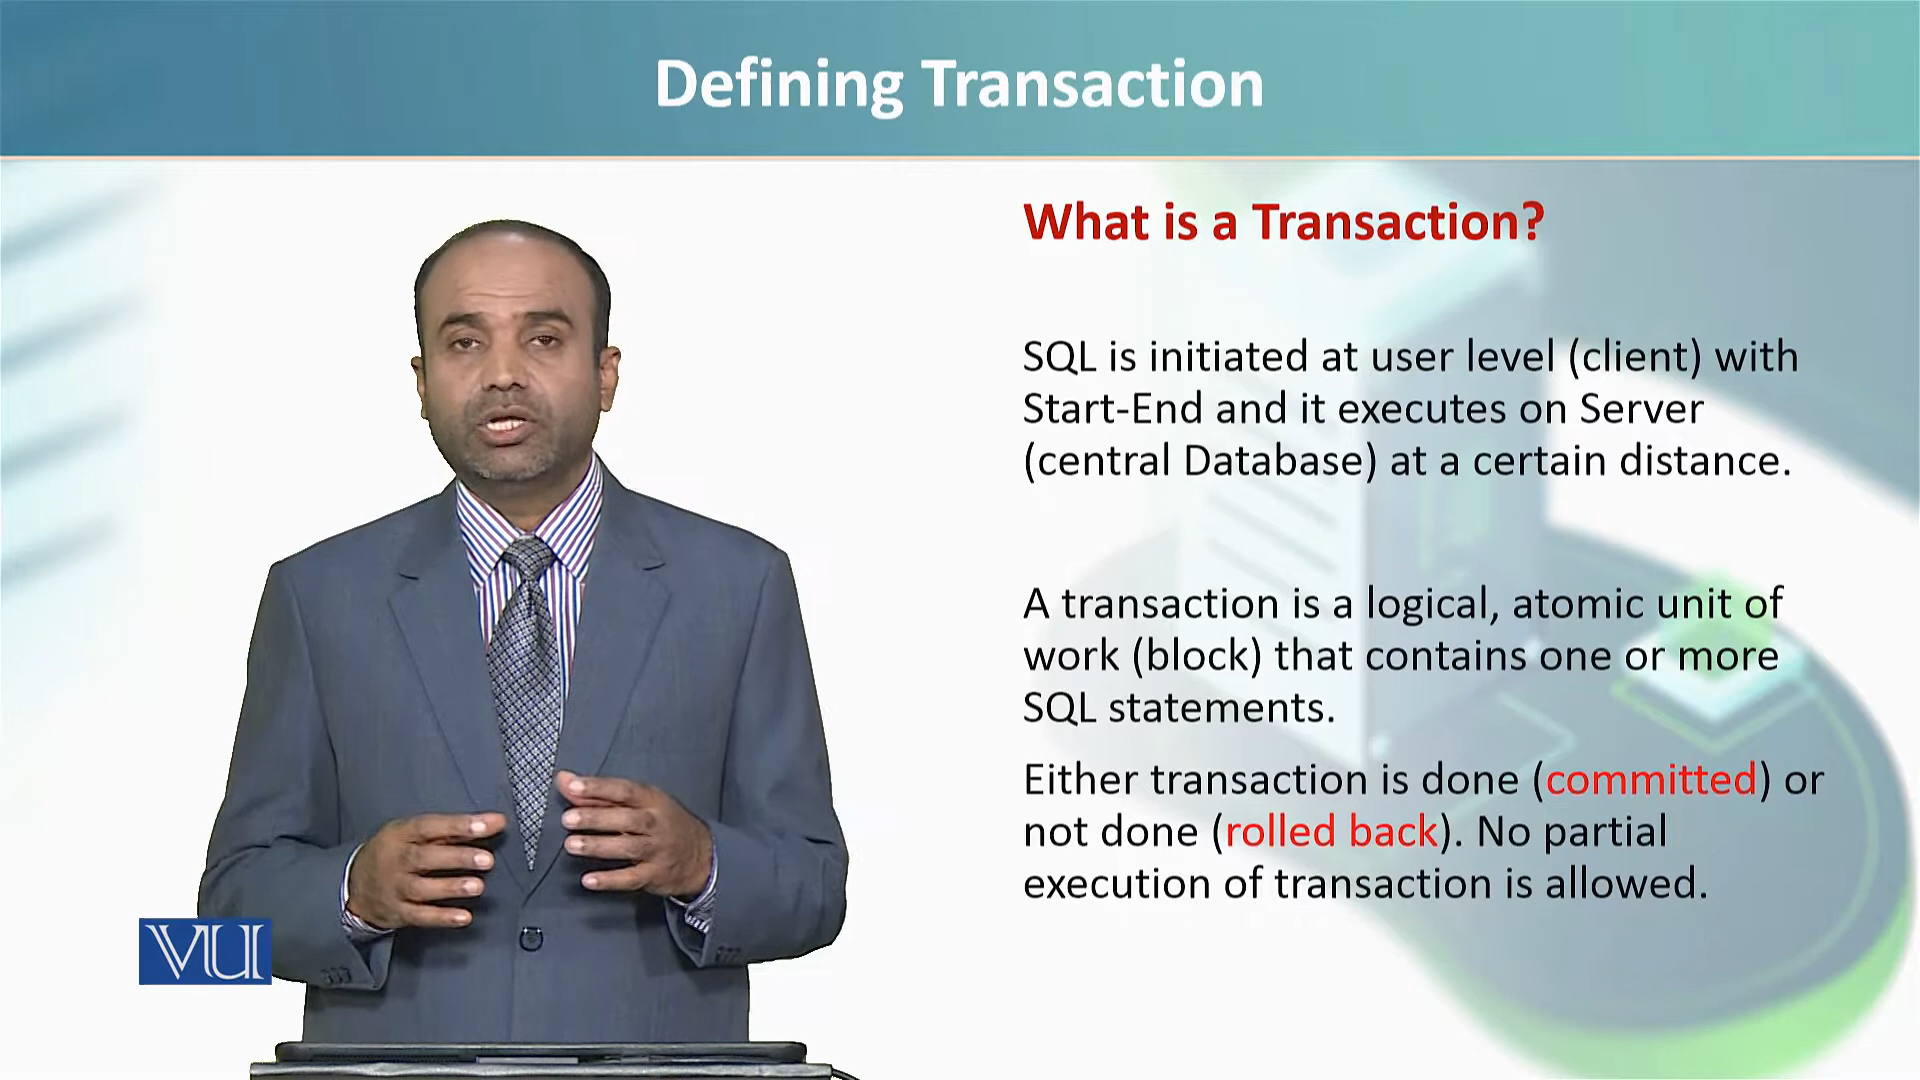 Defining Transaction
What is a Transaction?
SQL is initiated at user level (client) with
Start-End and it executes on Server
(central Database) at a certain distance.
A transaction is a logical, atomic unit of
work (block) that contains one or more
SQL statements.
Either transaction is done (committed) or
not done (rolled back). No partial
execution of transaction is allowed.
VU